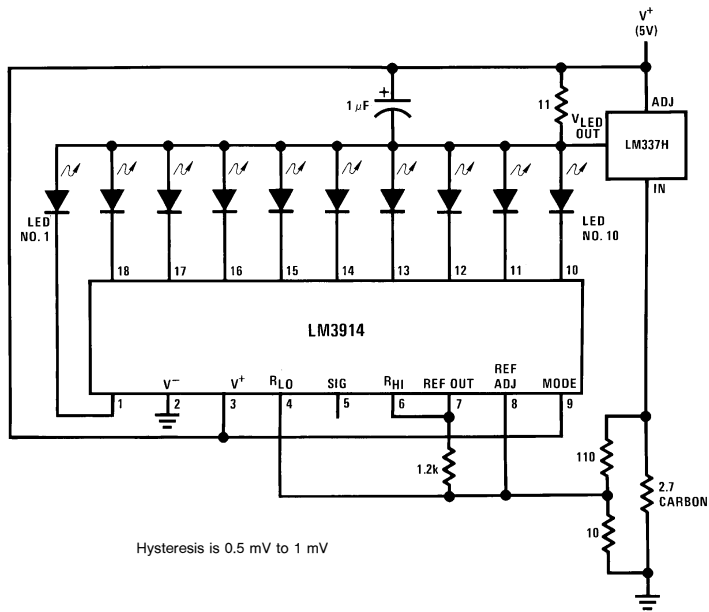 V+
(5V)
ADJ
11
VLED
OUT
LM337H
IN
+
1 μF
LED
NO. 1
LED
NO. 10
18
17
16
15
14
13
12
11
10
LM3914
V−
V+
RLO
SIG
RHI
REF OUT
REF
ADJ
MODE
1
2
3
4
5
6
7
8
9
1.2k
110
10
2.7
CARBON
Hysteresis is 0.5 mV to 1 mV